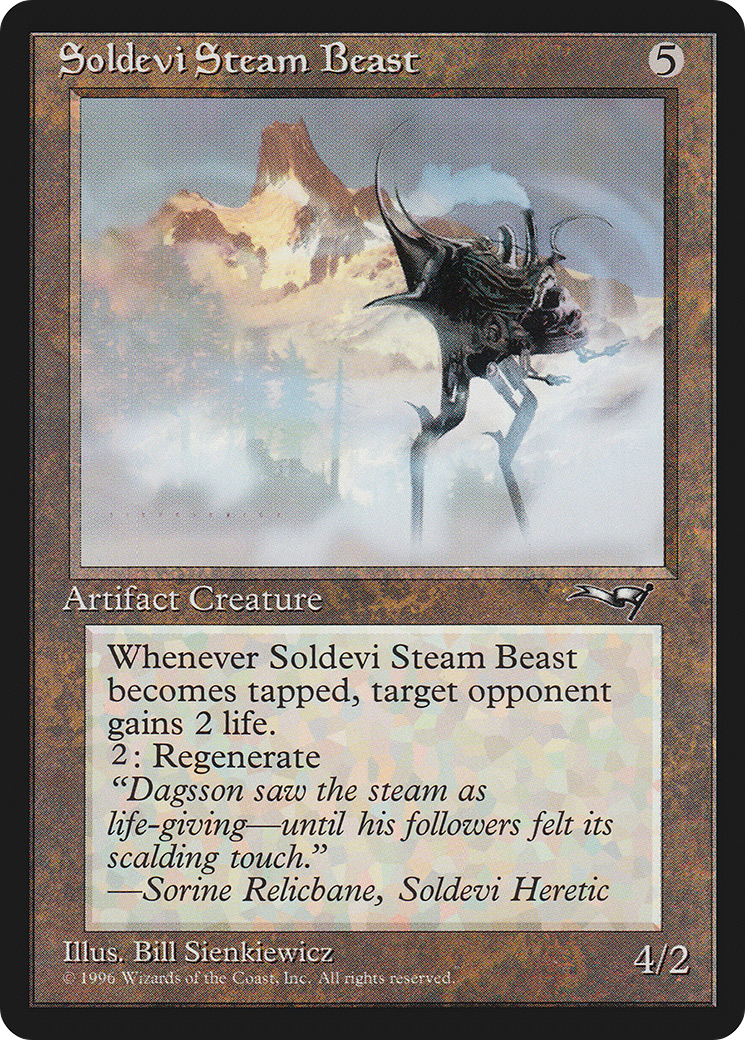 Soldevi Steam Beast 5
Artifact Creature
Whenever Soldevi Steam Beast
becomes tapped, target opponent
gains 2 life.
2: Regenerate
“Dagsson saw the steam as
life-giving—until his followers felt its
scalding touch.”
—Sorine Relicbane, Soldevi Heretic
Illus. Bill Sienkiewicz
4/2
© 1996 Wizards of the Coast, Inc. All rights reserved.